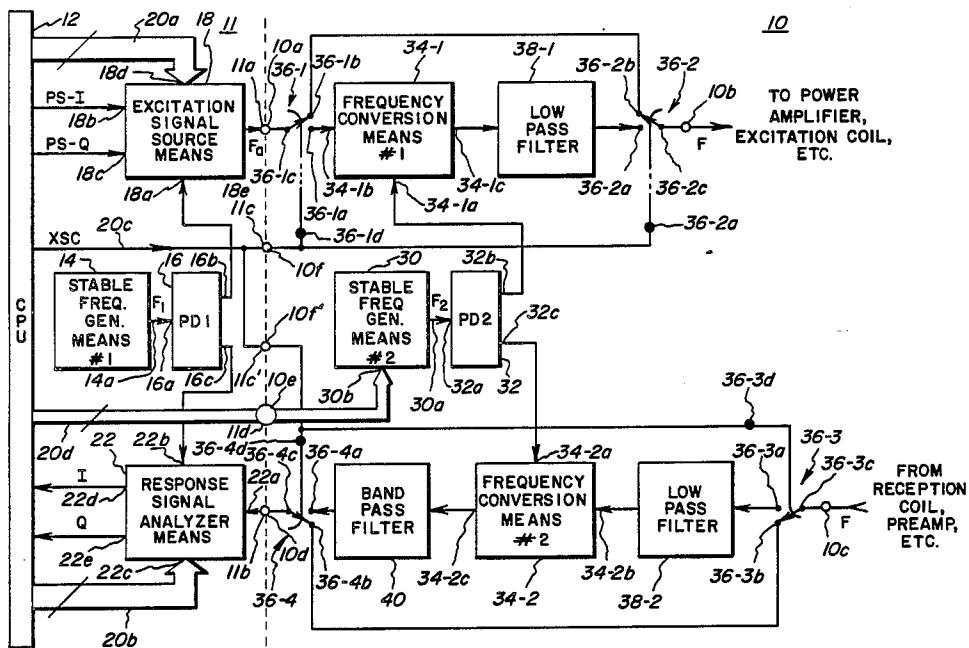 12
20a
18
11
10a
36-1
34-1
38-1
10
18d
11a
36-1b
36-2b
36-2
10b
PS-I
18b
PS-Q
18c
EXCITATION
SIGNAL
SOURCE
MEANS
Fa
FREQUENCY
CONVERSION
MEANS
#1
LOW
PASS
FILTER
F
TO POWER
AMPLIFIER,
EXCITATION COIL,
ETC.
18a
18e
36-1c
34-1b
34-1c
36-2a
36-2c
11c
36-1a
34-1a
36-2a
XSC
20c
36-1d
10f
14
16
16b
30
32b
CPU
STABLE
FREQ.
GEN.
MEANS
#1
F1
PD1
STABLE
FREQ
GEN.
MEANS
#2
F2
PD2
32c
10f'
14a
16a
16c
11c'
10e
30b
30a
32a
32
36-3d
20d
22
22b
11d
36-4d
36-4c
36-4a
34-2a
36-3a
36-3
36-3c
I
22d
Q
22e
22c
RESPONSE
SIGNAL
ANALYZER
MEANS
22a
BAND
PASS
FILTER
FREQUENCY
CONVERSION
MEANS
#2
LOW
PASS
FILTER
F
10c
FROM
RECEPTION
COIL,
PREAMP,
ETC.
11b
10d
36-4
36-4b
40
34-2c
34-2
34-2b
38-2
36-3b
20b